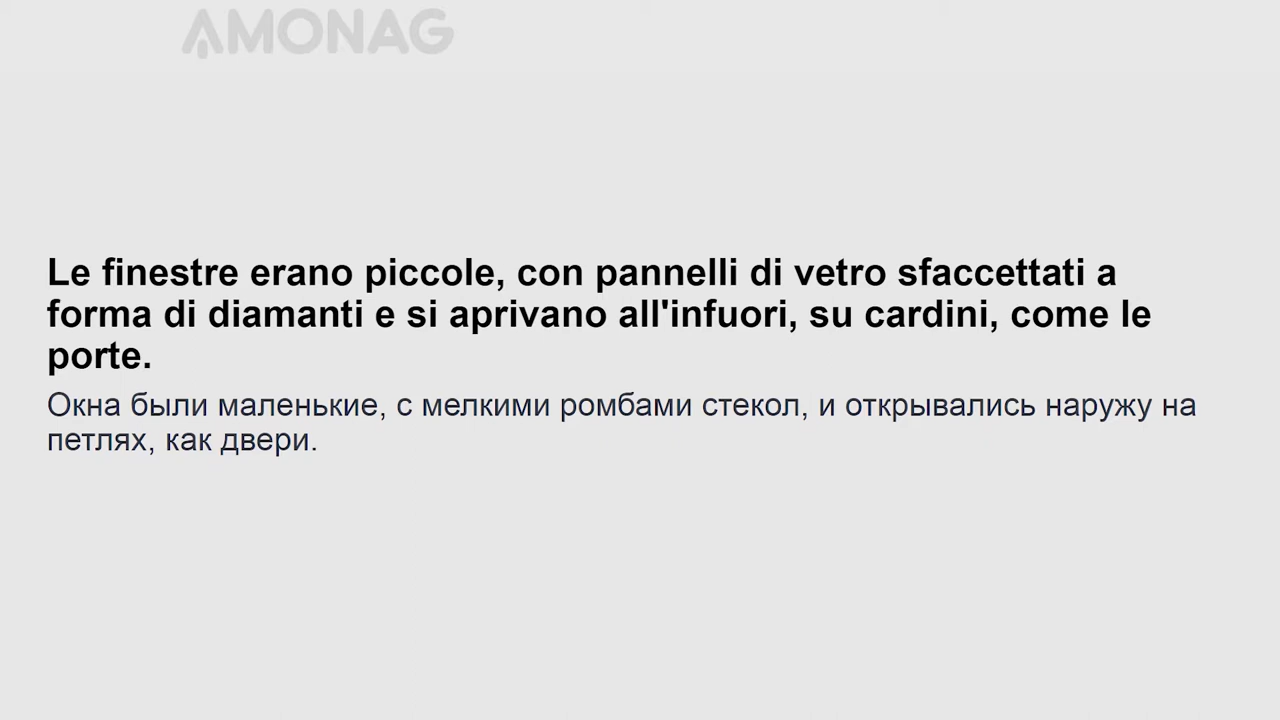 AMONAG
Le finestre erano piccole, con pannelli di vetro sfaccettati a
forma di diamanti e si aprivano all'infuori, su cardini, come le
porte.
Окна были маленькие, с мелкими ромбами стекол, и открывались наружу на
петлях, как двери.